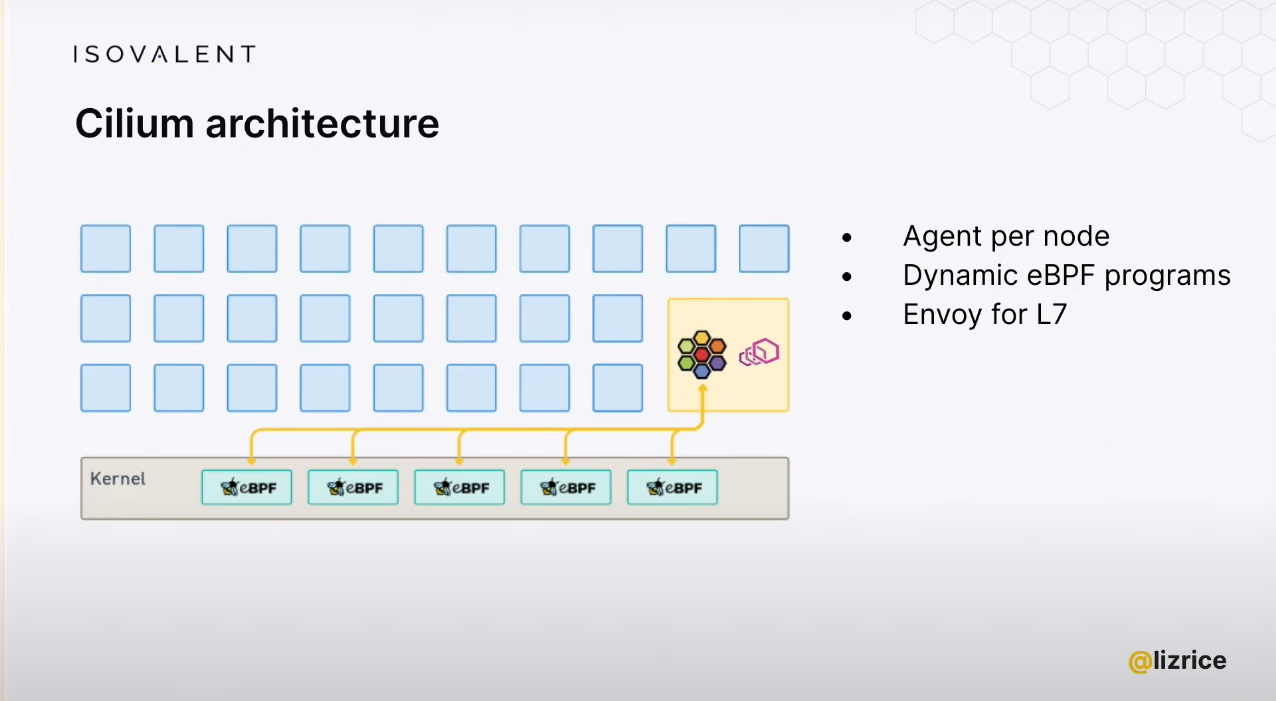 ISOVALENT
Cilium architecture
• Agent per node
• Dynamic eBPF programs
• Envoy for L7
Kernel
eBPF
eBPF
eBPF
eBPF
eBPF
@lizrice